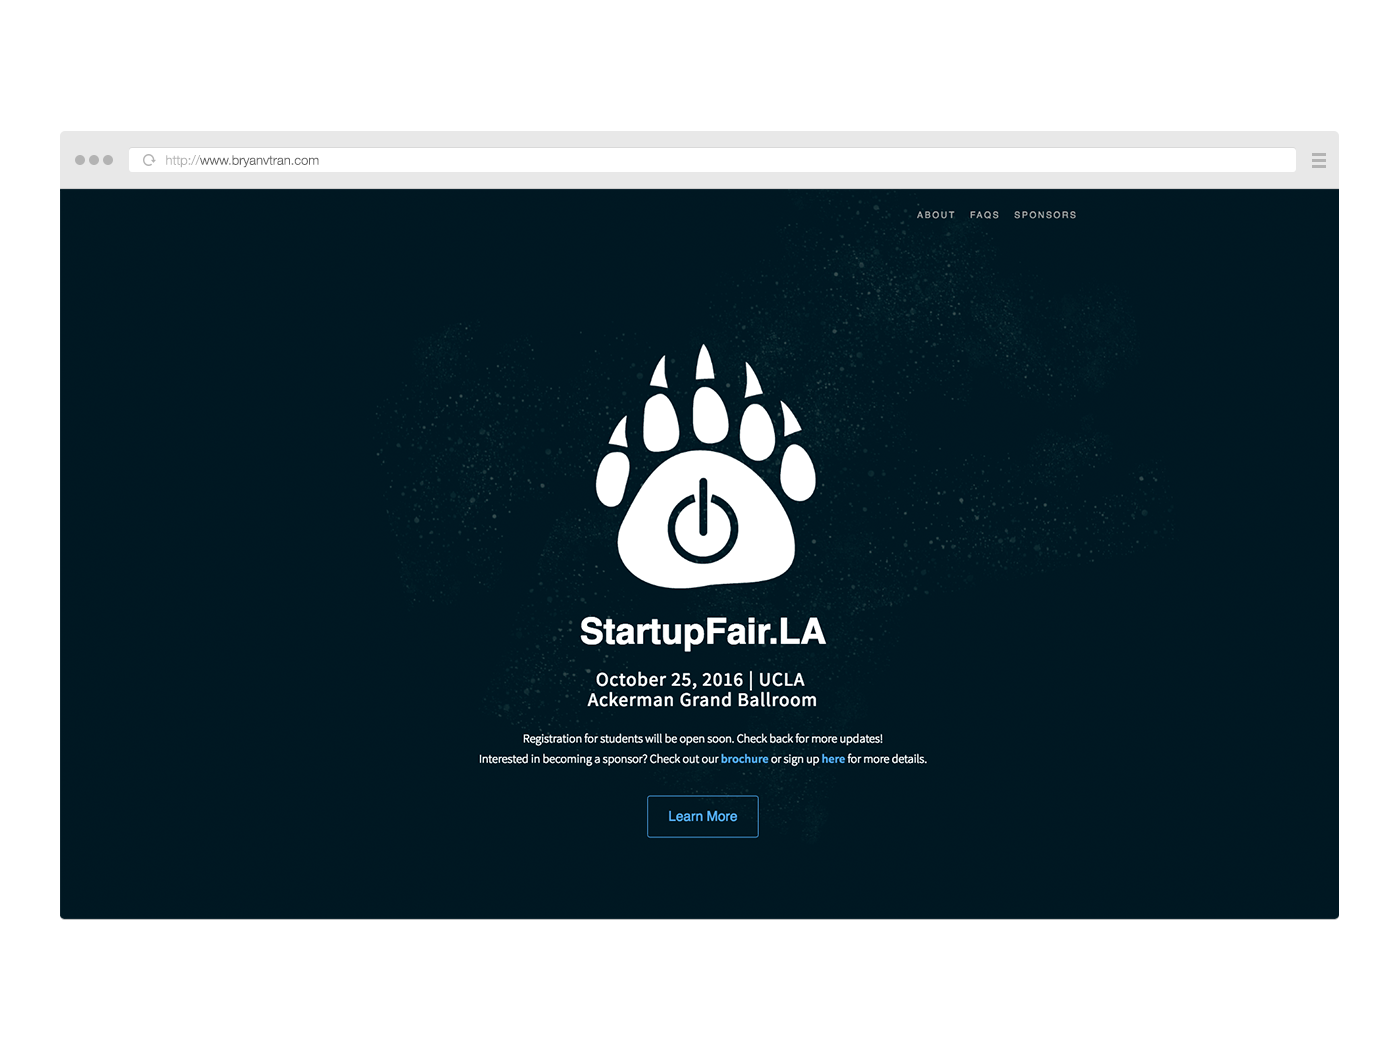 http://www.bryanvtran.com
ABOUT FAQS SPONSORS
StartupFair.LA
October 25, 2016 | UCLA
Ackerman Grand Ballroom
Registration for students will be open soon. Check back for more updates!
Interested in becoming a sponsor? Check out our brochure or sign up here for more details.
Learn More